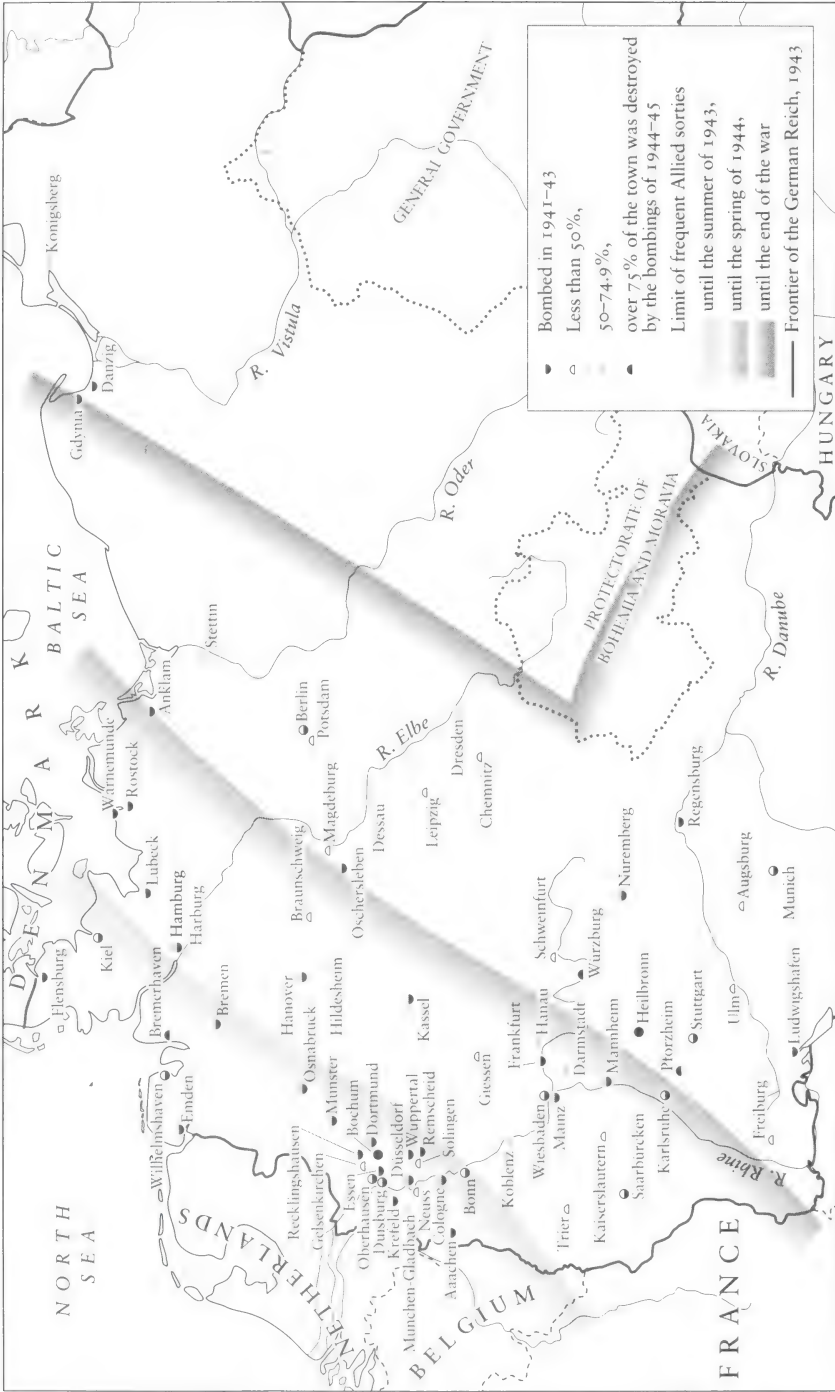 NORTH
SEA
DENMARK
BALTIC
SEA
Konigsberg
Gdynia
Danzig
Flensburg
Kiel
Warnemunde
Rostock
Lubeck
Anklam
Stettin
Wilhelmshaven
Bremerhaven
Hamburg
Harburg
Emden
Bremen
R. Vistula
GENERAL GOVERNMENT
NETHERLANDS
Osnabruck
Hanover
Braunschweig
Berlin
Potsdam
Magdeburg
Hildesheim
Oschersleben
Dessau
Munster
Recklinghausen
Gelsenkirchen
Bochum
Dortmund
Essen
Oberhausen
Duisburg
Düsseldorf
Krefeld
Wuppertal
Munchen-Gladbach
Remscheid
Neuss
Solingen
Cologne
Aaachen
Kassel
R. Elbe
R. Oder
Leipzig
Dresden
Chemnitz
BELGIUM
Bonn
Giessen
Koblenz
Frankfurt
Hanau
Schweinfurt
Wiesbaden
Mainz
Darmstadt
Wurzburg
Trier
Kaiserslautern
Mannheim
Nuremberg
Saarbürcken
Heilbronn
Karlsruhe
Pforzheim
Stuttgart
Regensburg
PROTECTORATE OF
BOHEMIA AND MORAVIA
SLOVAKIA
HUNGARY
R. Danube
FRANCE
R. Rhine
Ulm
Augsburg
Munich
Freiburg
Ludwigshafen
Bombed in 1941–43
Less than 50%,
50–74.9%,
over 75% of the town was destroyed
by the bombings of 1944–45
Limit of frequent Allied sorties
until the summer of 1943,
until the spring of 1944,
until the end of the war
Frontier of the German Reich, 1943